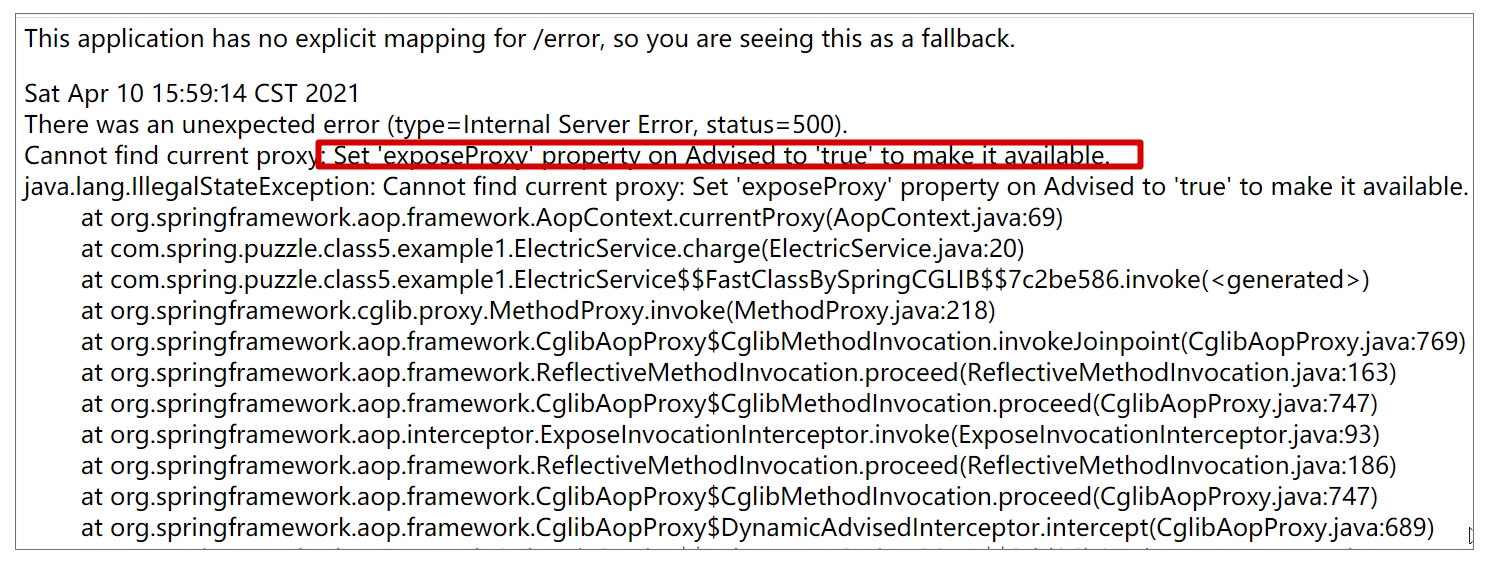 This application has no explicit mapping for /error, so you are seeing this as a fallback.
Sat Apr 10 15:59:14 CST 2021
There was an unexpected error (type=Internal Server Error, status=500).
Cannot find current proxy: Set 'exposeProxy' property on Advised to 'true' to make it available.
java.lang.IllegalStateException: Cannot find current proxy: Set 'exposeProxy' property on Advised to 'true' to make it available.
at org.springframework.aop.framework.AopContext.currentProxy(AopContext.java:69)
at com.spring.puzzle.class5.example1.ElectricService.charge(ElectricService.java:20)
at com.spring.puzzle.class5.example1.ElectricService$$FastClassBySpringCGLIB$$7c2be586.invoke(<generated>)
at org.springframework.cglib.proxy.MethodProxy.invoke(MethodProxy.java:218)
at org.springframework.aop.framework.CglibAopProxy$CglibMethodInvocation.invokeJoinpoint(CglibAopProxy.java:769)
at org.springframework.aop.framework.ReflectiveMethodInvocation.proceed(ReflectiveMethodInvocation.java:163)
at org.springframework.aop.framework.CglibAopProxy$CglibMethodInvocation.proceed(CglibAopProxy.java:747)
at org.springframework.aop.interceptor.ExposeInvocationInterceptor.invoke(ExposeInvocationInterceptor.java:93)
at org.springframework.aop.framework.ReflectiveMethodInvocation.proceed(ReflectiveMethodInvocation.java:186)
at org.springframework.aop.framework.CglibAopProxy$CglibMethodInvocation.proceed(CglibAopProxy.java:747)
at org.springframework.aop.framework.CglibAopProxy$DynamicAdvisedInterceptor.intercept(CglibAopProxy.java:689)